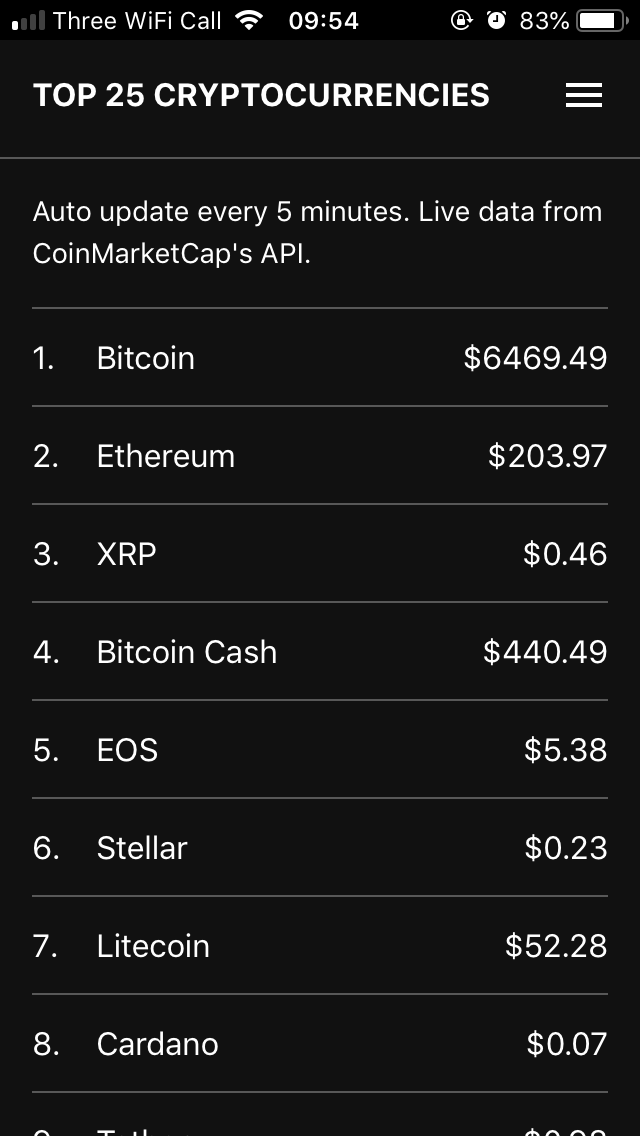 Three WiFi Call 09:54 83%
TOP 25 CRYPTOCURRENCIES
Auto update every 5 minutes. Live data from
CoinMarketCap's API.
1. Bitcoin $6469.49
2. Ethereum $203.97
3. XRP $0.46
4. Bitcoin Cash $440.49
5. EOS $5.38
6. Stellar $0.23
7. Litecoin $52.28
8. Cardano $0.07